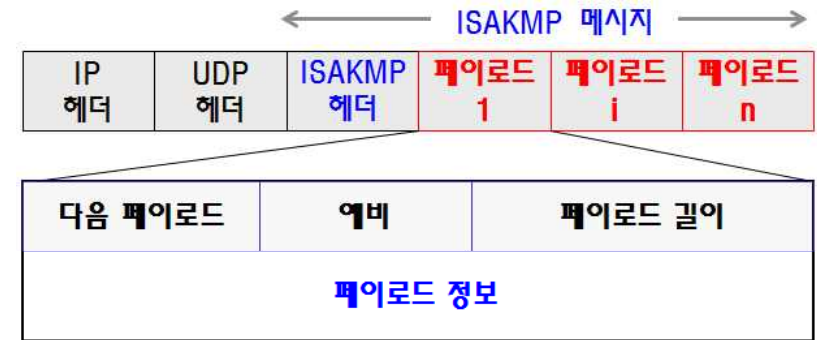 ISAKMP 메시지
IP 헤더
UDP 헤더
ISAKMP 헤더
페이로드 1
페이로드 i
페이로드 n
다음 페이로드
예비
페이로드 길이
페이로드 정보